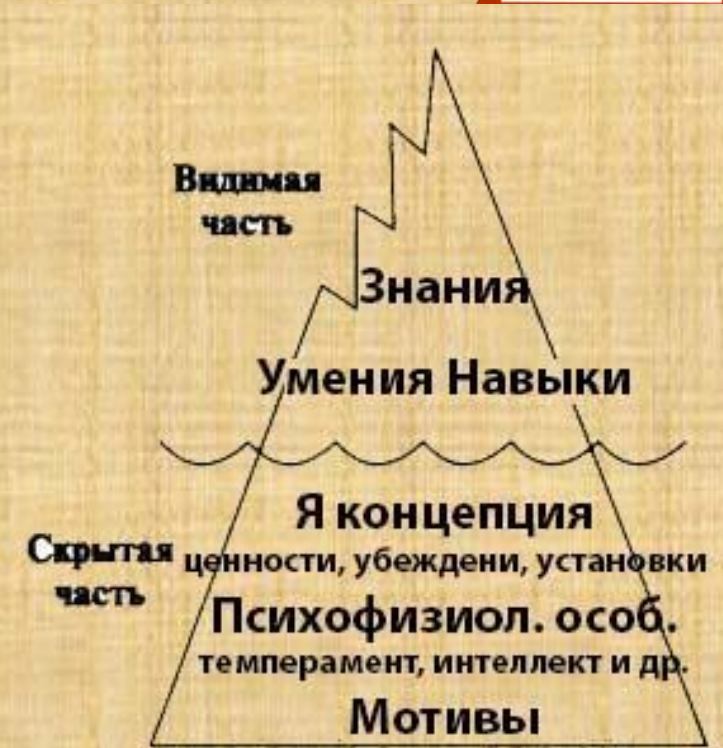 Видимая
часть
Знания
Умения Навыки
Я концепция
Скрытая
часть
ценности, убеждени, установки
Психофизиол. особ.
темперамент, интеллект и др.
Мотивы